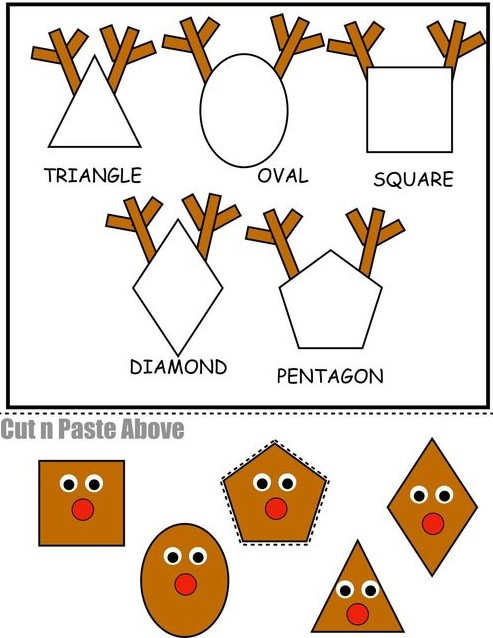 TRIANGLE
OVAL
SQUARE
DIAMOND
PENTAGON
Cut n Paste Above